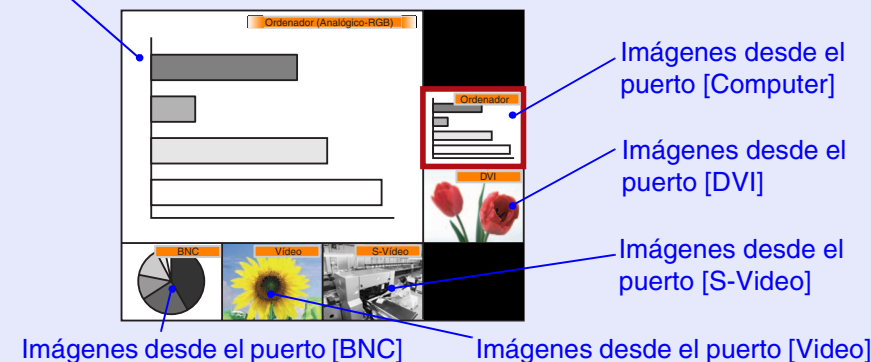 Ordenador (Analógico-RGB)
Imágenes desde el
puerto [Computer]
Ordenador
Imágenes desde el
puerto [DVI]
DVI
Imágenes desde el
puerto [S-Video]
BNC
Vídeo
S-Vídeo
Imágenes desde el puerto [BNC]
Imágenes desde el puerto [Video]